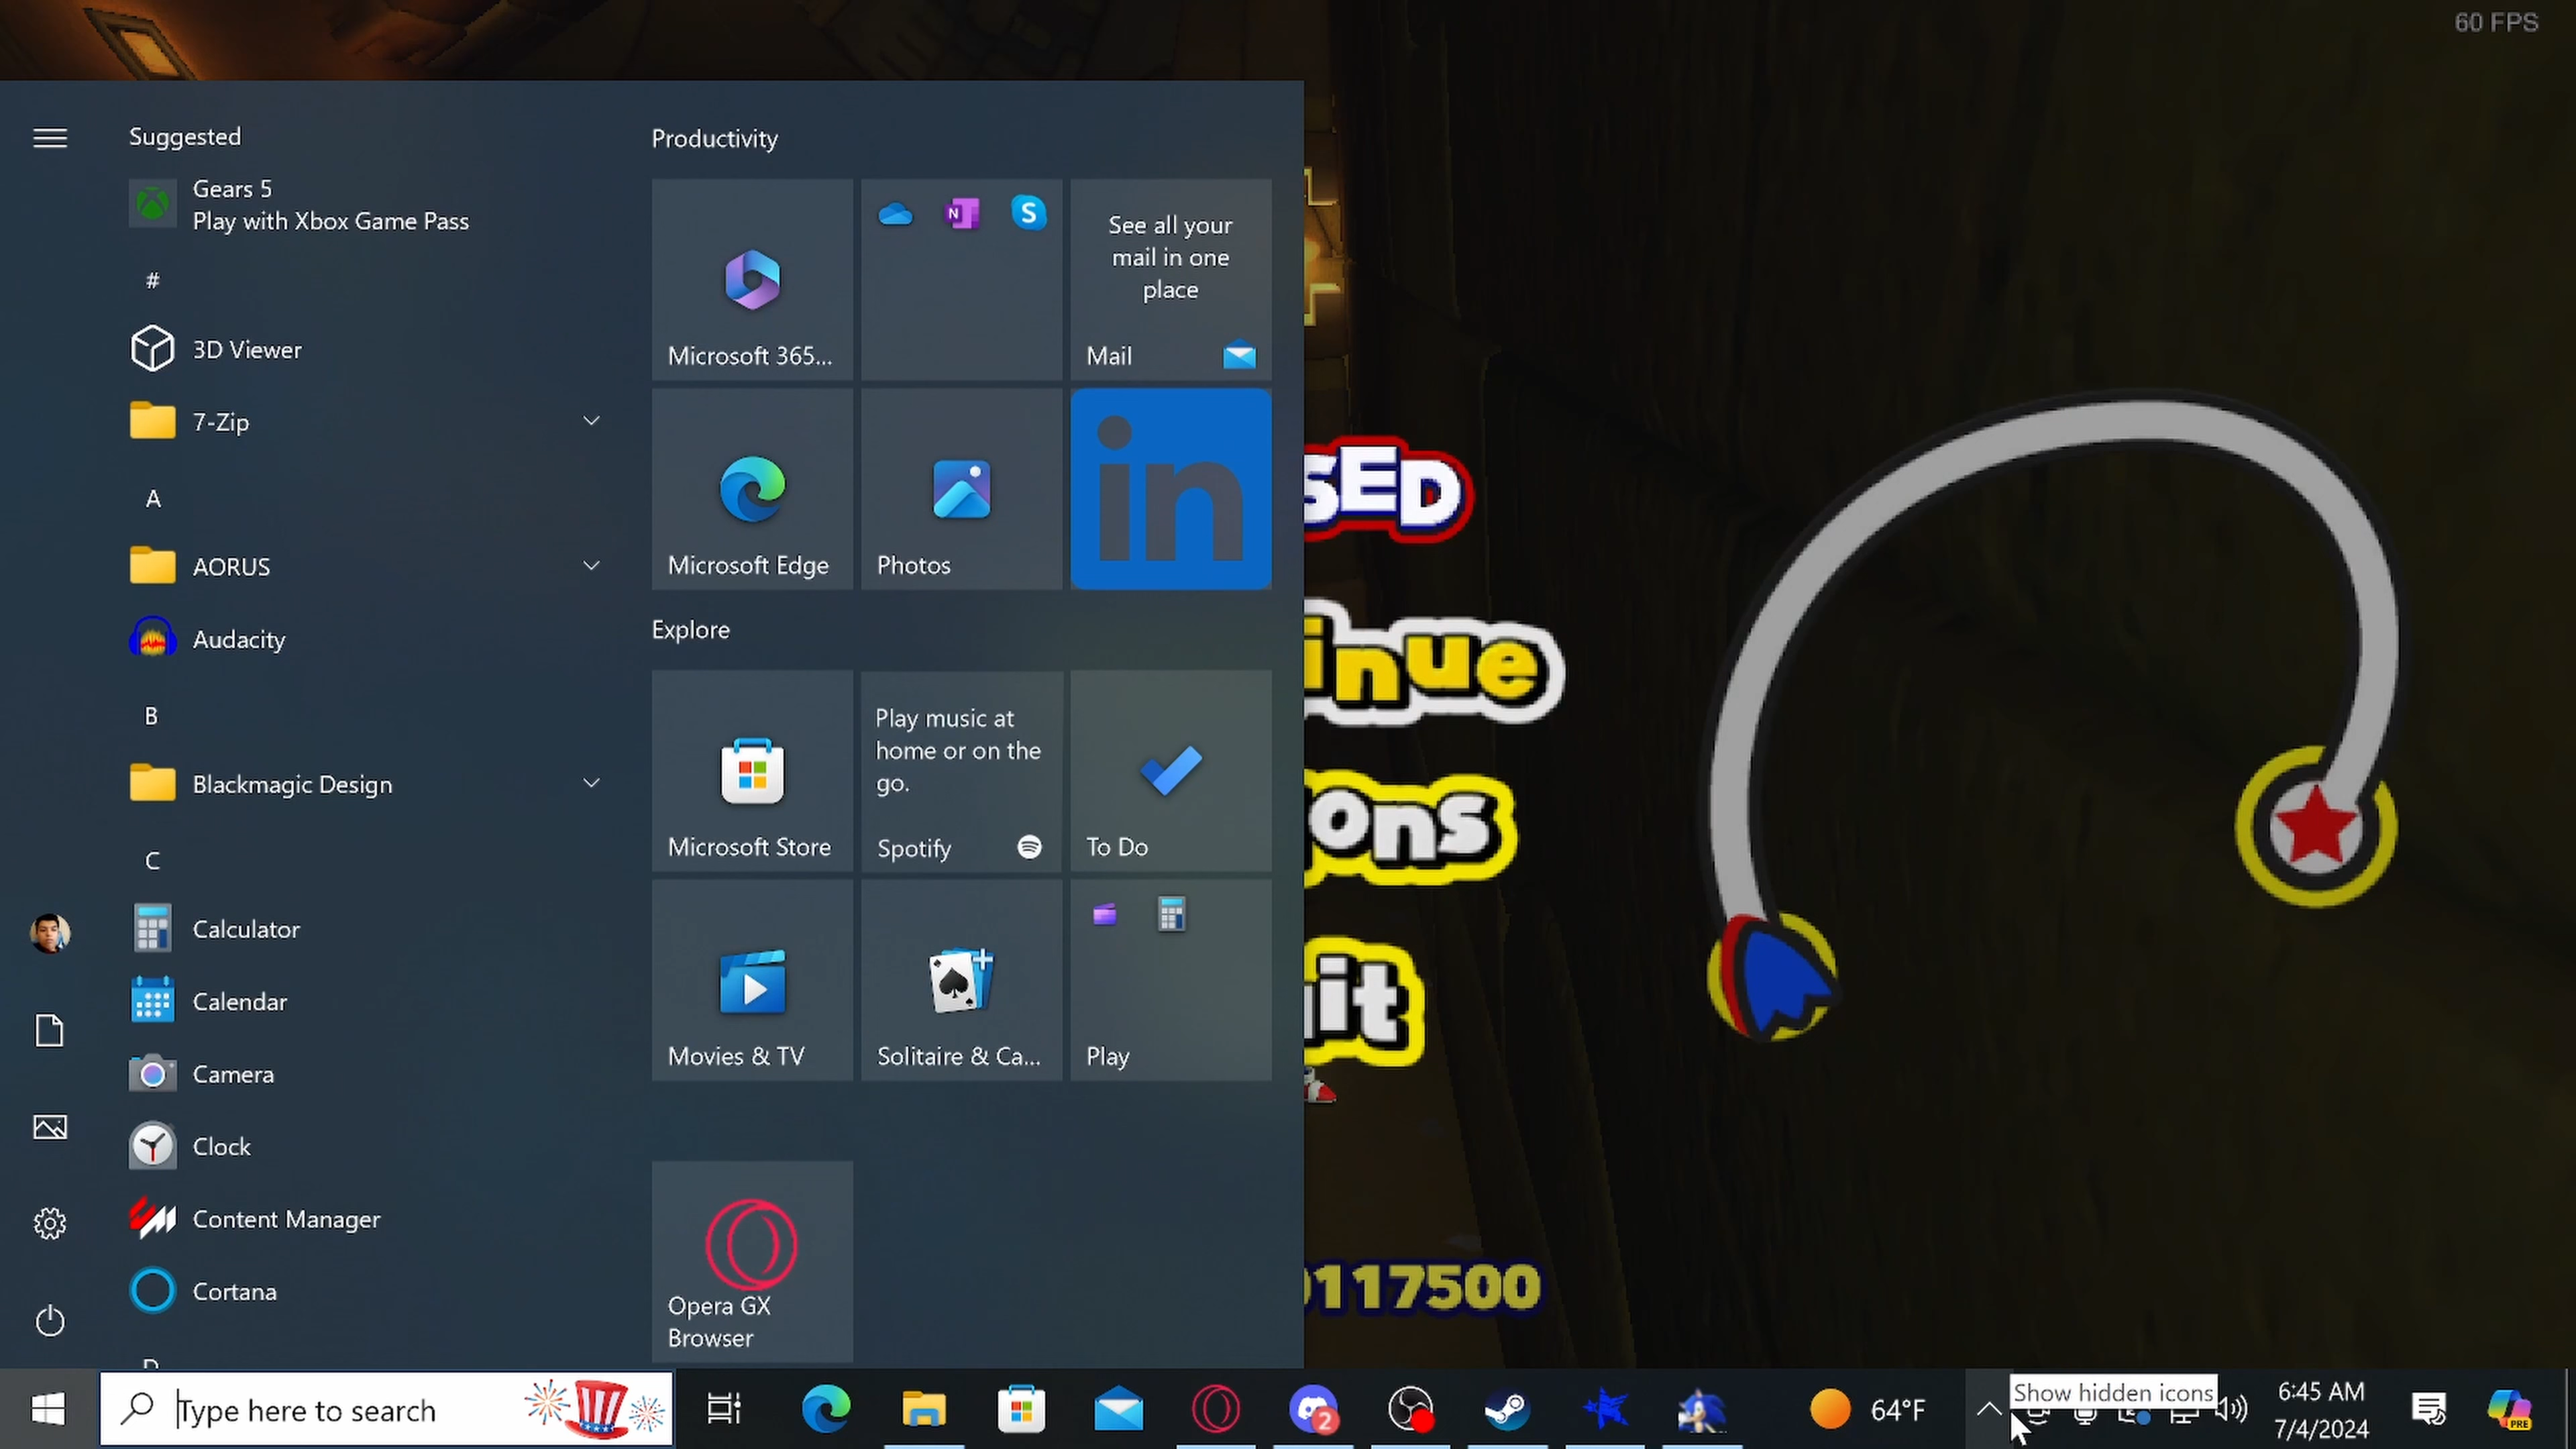 60 FPS
Suggested
Gears 5
Play with Xbox Game Pass
#
3D Viewer
7-Zip
A
AORUS
Audacity
B
Blackmagic Design
C
Calculator
Calendar
Camera
Clock
Content Manager
Cortana
D
Productivity
See all your
mail in one
place
Microsoft 365...
Mail
Microsoft Edge
Photos
in
Explore
Play music at
home or on the
go.
Microsoft Store
Spotify
To Do
Movies & TV
Solitaire & Ca...
Play
Opera GX
Browser
SED
inue
ons
it
117500
Type here to search
2
64°F
Show hidden icons
6:45 AM
7/4/2024
PRE